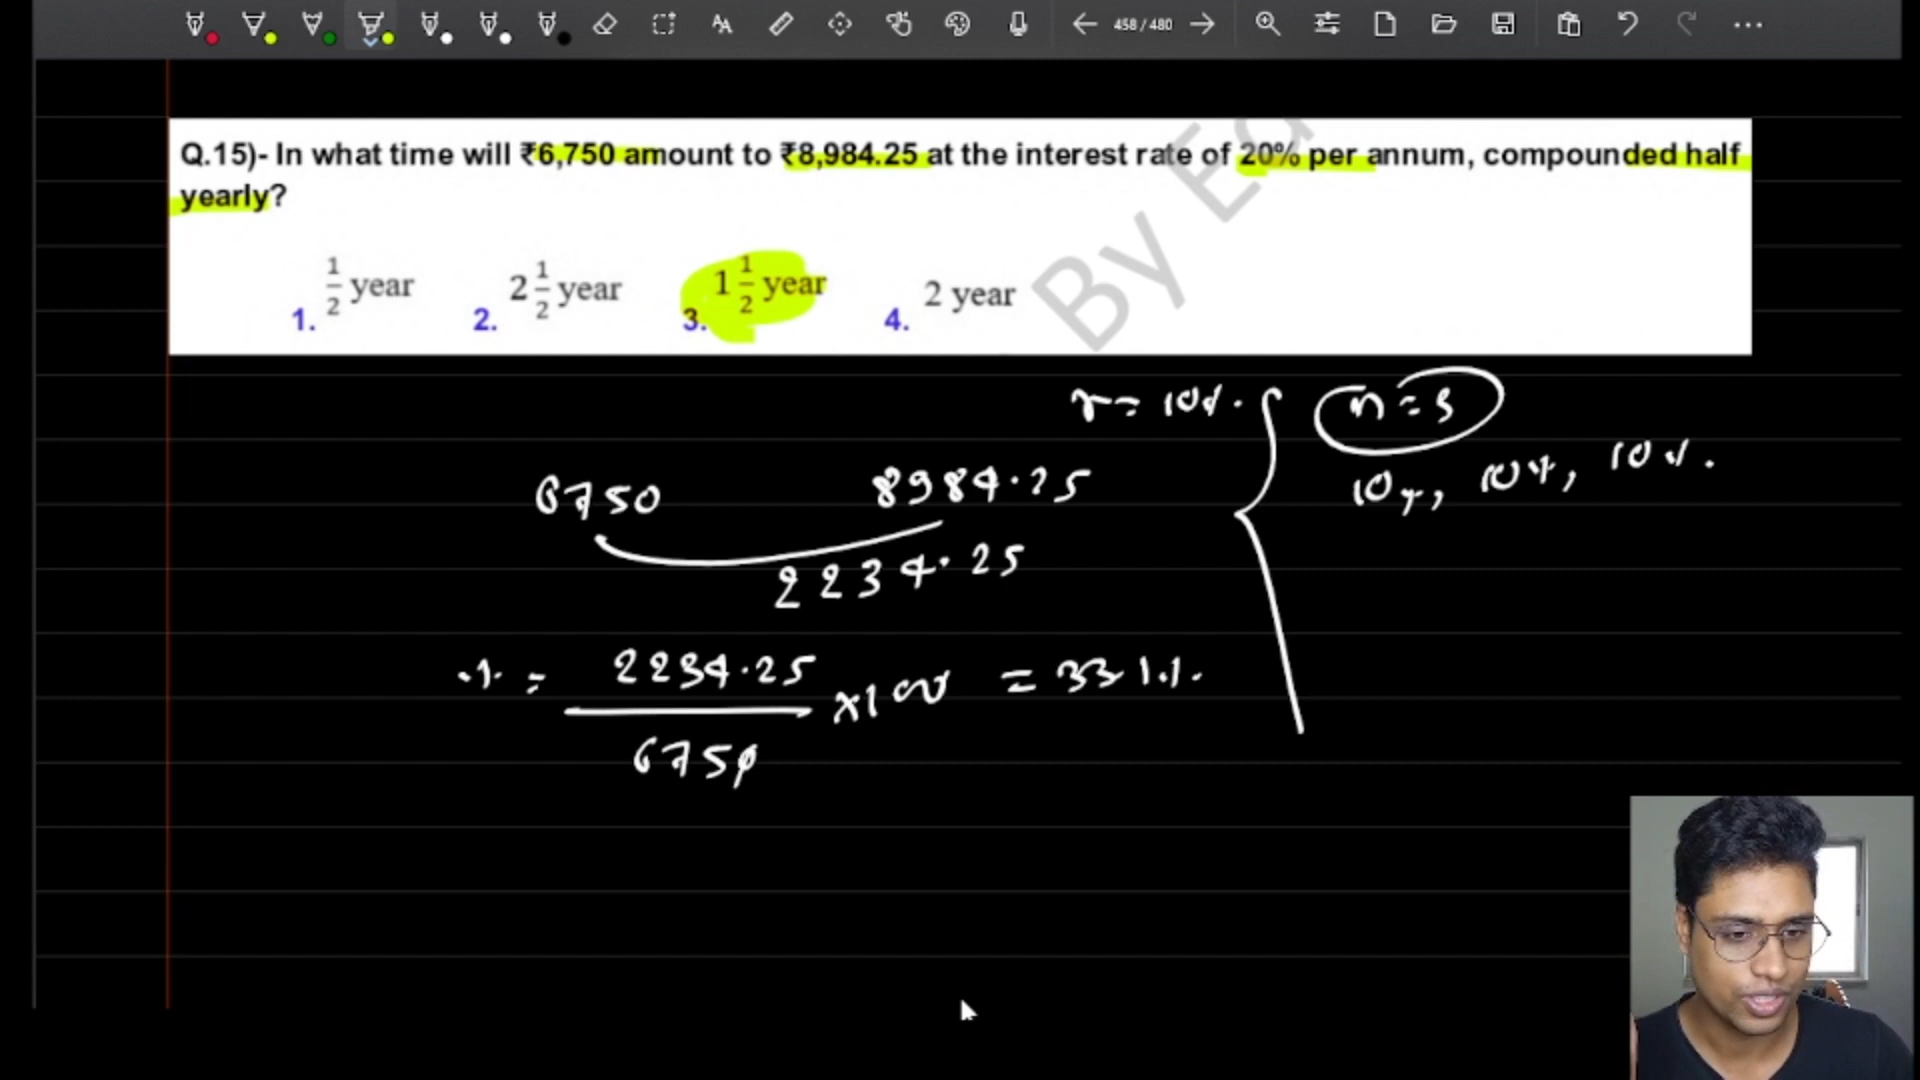 458 / 480
Q.15)- In what time will ₹6,750 amount to ₹8,984.25 at the interest rate of 20% per annum, compounded half
yearly?
1. 1/2 year 2. 2 1/2 year 3. 1 1/2 year 4. 2 year
By Ed
r = 10%. n = 3
10%, 10%, 10%.
6750 8984.25
2234.25
% = 2234.25 / 6750 × 100 = 33.1%.